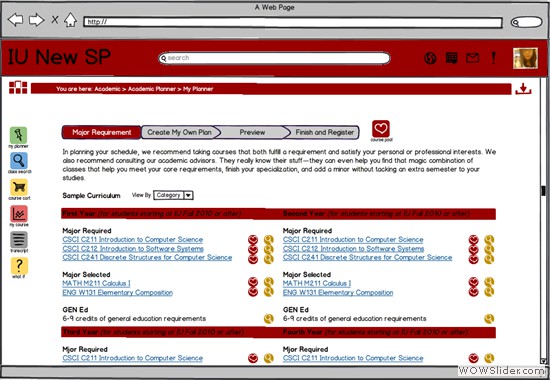 A Web Page
http://
IU New SP
search
You are here: Academic > Academic Planner > My Planner
Major Requirement
Create My Own Plan
Preview
Finish and Register
course pool
my planner
class search
course cart
my course
transcript
what if
In planning your schedule, we recommend taking courses that both fulfill a requirement and satisfy your personal or professional interests. We
also recommend consulting our academic advisors. They really know their stuff—they can even help you find that magic combination of
classes that help you meet your core requirements, finish your specialization, and add a minor without tacking an extra semester to your
studies.
Sample Curriculum View By Category
First Year (for students starting at IU Fall 2010 or after)
Major Required
CSCI C211 Introduction to Computer Science
CSCI C212 Introduction to Software Systems
CSCI C241 Discrete Structures for Computer Science
Major Selected
MATH M211 Calculus I
ENG W131 Elementary Composition
GEN Ed
6-9 credits of general education requirements
Second Year (for students starting at IU Fall 2010 or after)
Major Required
CSCI C211 Introduction to Computer Science
CSCI C212 Introduction to Software Systems
CSCI C241 Discrete Structures for Computer Science
Major Selected
MATH M211 Calculus I
ENG W131 Elementary Composition
GEN Ed
6-9 credits of general education requirements
Third Year (for students starting at IU Fall 2010 or after)
Major Required
CSCI C211 Introduction to Computer Science
Fourth Year (for students starting at IU Fall 2010 or after)
Major Required
CSCI C211 Introduction to Computer Science
WOWSlider.com